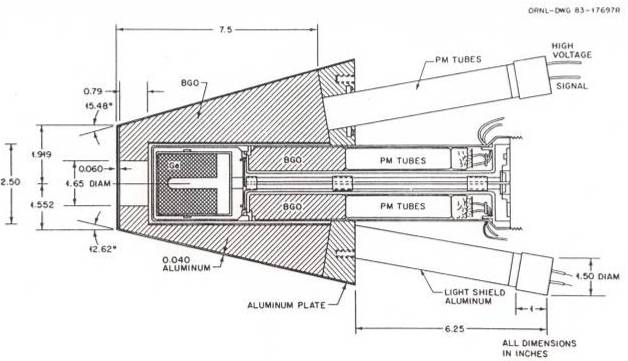 ORNL-DWG 83-17697R
7.5
PM TUBES
HIGH
VOLTAGE
SIGNAL
BGO
0.79
15.48°
1.949
0.060
Ge
BGO
PM TUBES
2.50
1.65 DIAM
1.552
BGO
PM TUBES
12.62°
0.040
ALUMINUM
1.50 DIAM
LIGHT SHIELD
ALUMINUM
1
ALUMINUM PLATE
6.25
ALL DIMENSIONS
IN INCHES